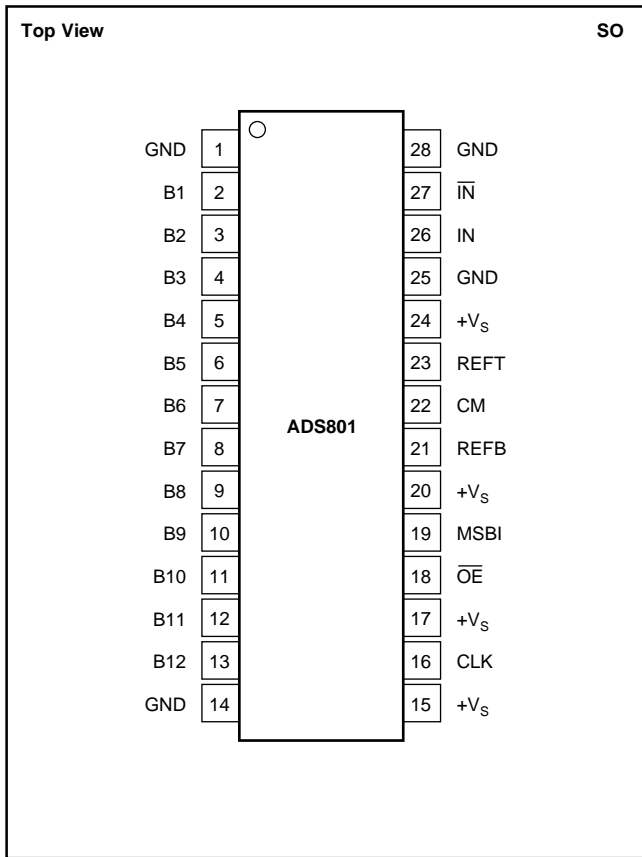 Top View SO
GND 1 28 GND
B1 2 27 I̅N̅
B2 3 26 IN
B3 4 25 GND
B4 5 24 +VS
B5 6 23 REFT
B6 7 22 CM
ADS801
B7 8 21 REFB
B8 9 20 +VS
B9 10 19 MSBI
B10 11 18 O̅E̅
B11 12 17 +VS
B12 13 16 CLK
GND 14 15 +VS